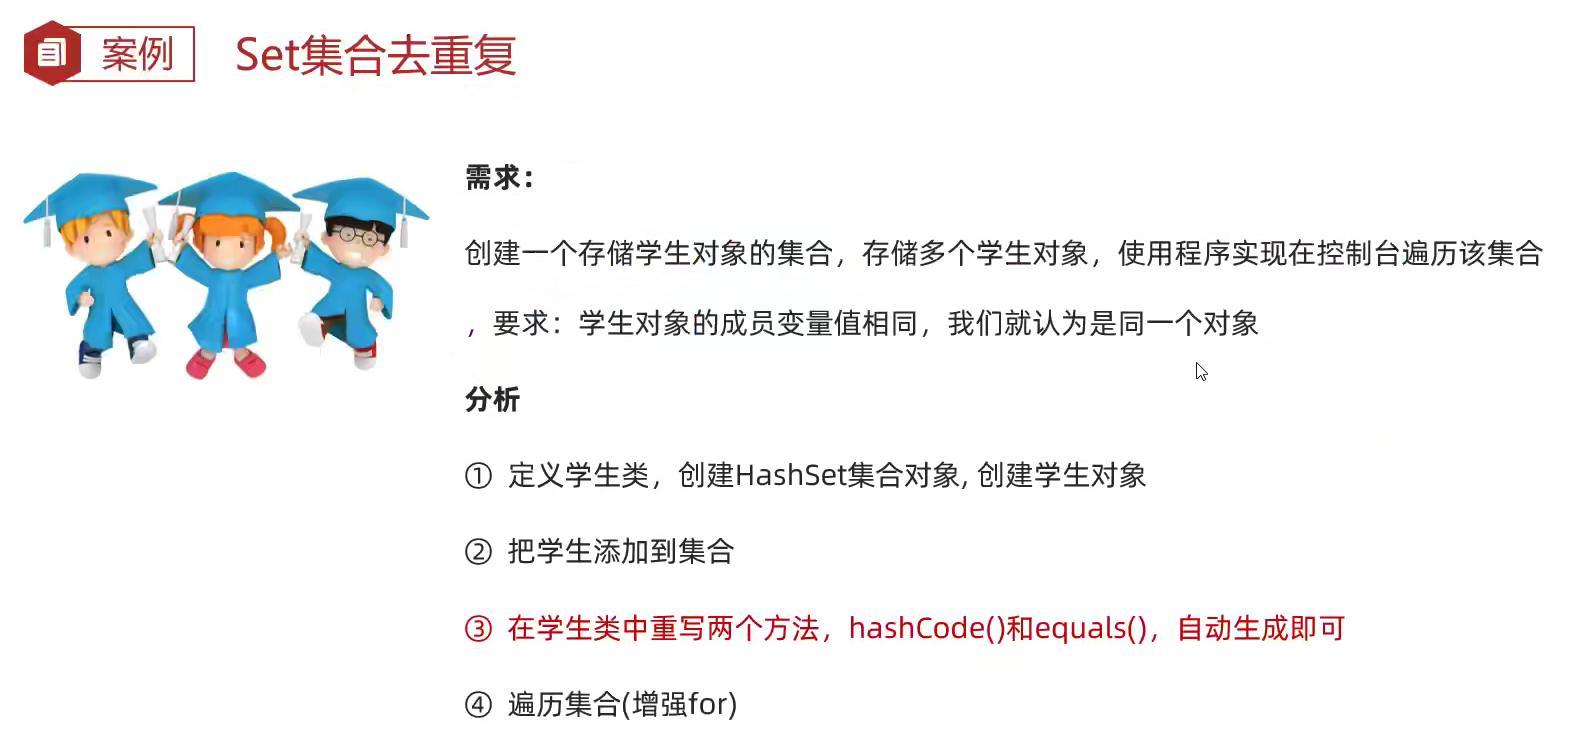 案例
Set集合去重复
需求：
创建一个存储学生对象的集合，存储多个学生对象，使用程序实现在控制台遍历该集合
，要求：学生对象的成员变量值相同，我们就认为是同一个对象
分析
① 定义学生类，创建HashSet集合对象, 创建学生对象
② 把学生添加到集合
③ 在学生类中重写两个方法，hashCode()和equals()，自动生成即可
④ 遍历集合(增强for)